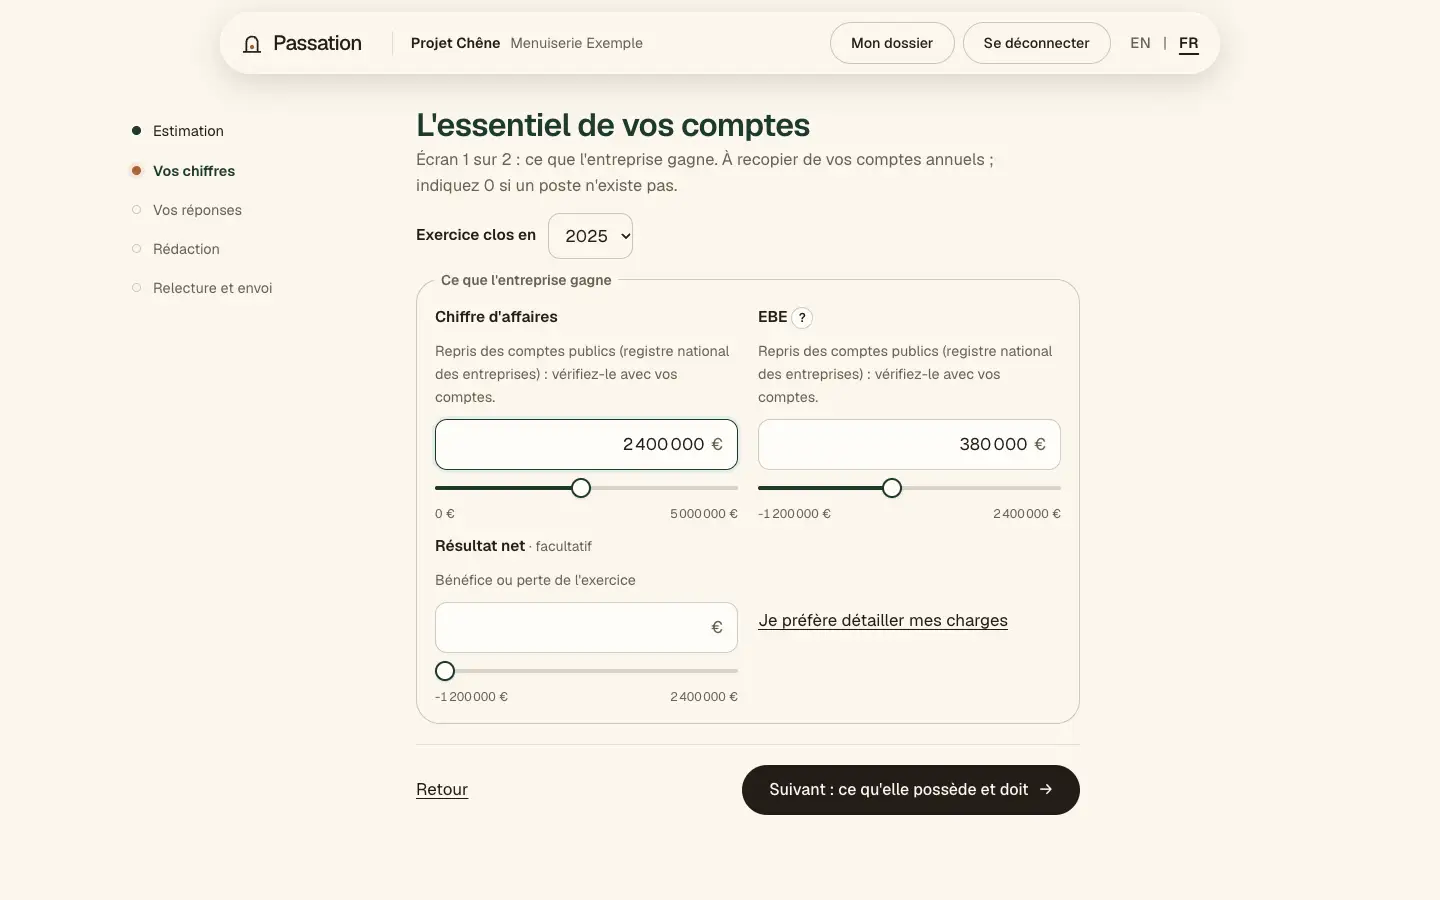 Passation
Projet Chêne Menuiserie Exemple
Mon dossier
Se déconnecter
EN | FR
Estimation
Vos chiffres
Vos réponses
Rédaction
Relecture et envoi
L'essentiel de vos comptes
Écran 1 sur 2 : ce que l'entreprise gagne. À recopier de vos comptes annuels ;
indiquez 0 si un poste n'existe pas.
Exercice clos en 2025
Ce que l'entreprise gagne
Chiffre d'affaires
Repris des comptes publics (registre national
des entreprises) : vérifiez-le avec vos
comptes.
2 400 000 €
0 € 5 000 000 €
EBE ?
Repris des comptes publics (registre national
des entreprises) : vérifiez-le avec vos
comptes.
380 000 €
-1 200 000 € 2 400 000 €
Résultat net · facultatif
Bénéfice ou perte de l'exercice
€
-1 200 000 € 2 400 000 €
Je préfère détailler mes charges
Retour
Suivant : ce qu'elle possède et doit →